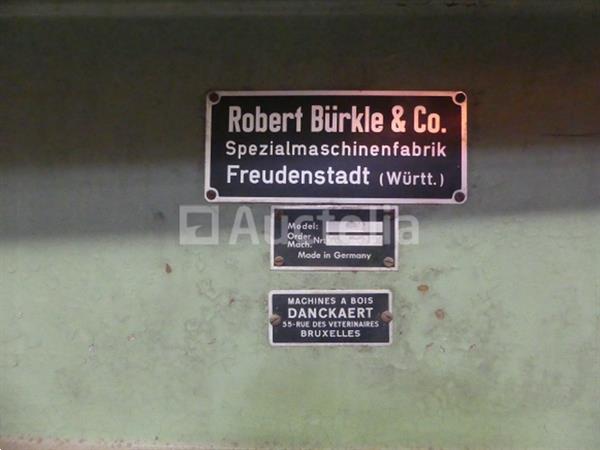 Robert Bürkle & Co.
Spezialmaschinenfabrik
Freudenstadt (Württ.)
Auctelia
Model:
Order
Mach. Nr.
Made in Germany
MACHINES A BOIS
DANCKAERT
55-RUE DES VETERINAIRES
BRUXELLES